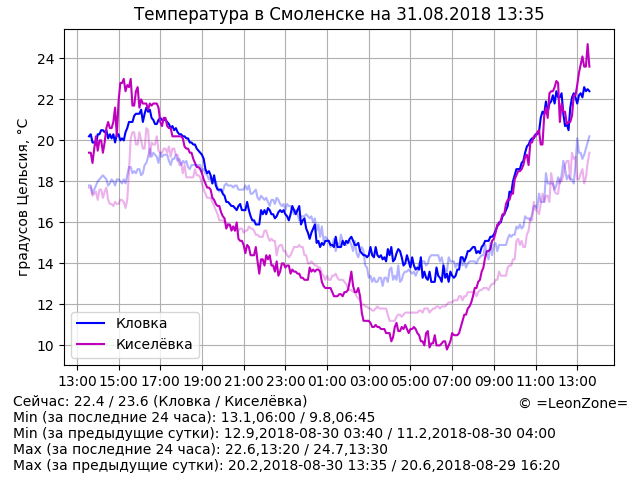 Температура в Смоленске на 31.08.2018 13:35
градусов Цельсия, °C
24
22
20
18
16
14
12
10
Кловка
Киселёвка
13:00 15:00 17:00 19:00 21:00 23:00 01:00 03:00 05:00 07:00 09:00 11:00 13:00
Сейчас: 22.4 / 23.6 (Кловка / Киселёвка)
© =LeonZone=
Min (за последние 24 часа): 13.1,06:00 / 9.8,06:45
Min (за предыдущие сутки): 12.9,2018-08-30 03:40 / 11.2,2018-08-30 04:00
Max (за последние 24 часа): 22.6,13:20 / 24.7,13:30
Max (за предыдущие сутки): 20.2,2018-08-30 13:35 / 20.6,2018-08-29 16:20